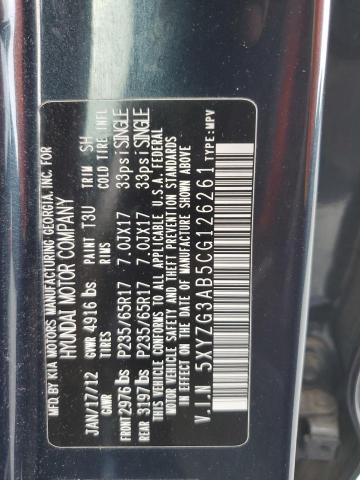 MFD BY KIA MOTORS MANUFACTURING GEORGIA, INC. FOR
HYUNDAI MOTOR COMPANY
JAN/17/12 GVWR 4916 lbs PAINT T3U TRIM SH
GAWR TIRES RIMS COLD TIRE INFL
FRONT 2976 lbs P235/65R17 7.0JX17 33psi SINGLE
REAR 3197 lbs P235/65R17 7.0JX17 33psi SINGLE
THIS VEHICLE CONFORMS TO ALL APPLICABLE U.S.A. FEDERAL
MOTOR VEHICLE SAFETY AND THEFT PREVENTION STANDARDS
IN EFFECT ON THE DATE OF MANUFACTURE SHOWN ABOVE
V.I.N 5XYZG3AB5CG126261 TYPE:MPV